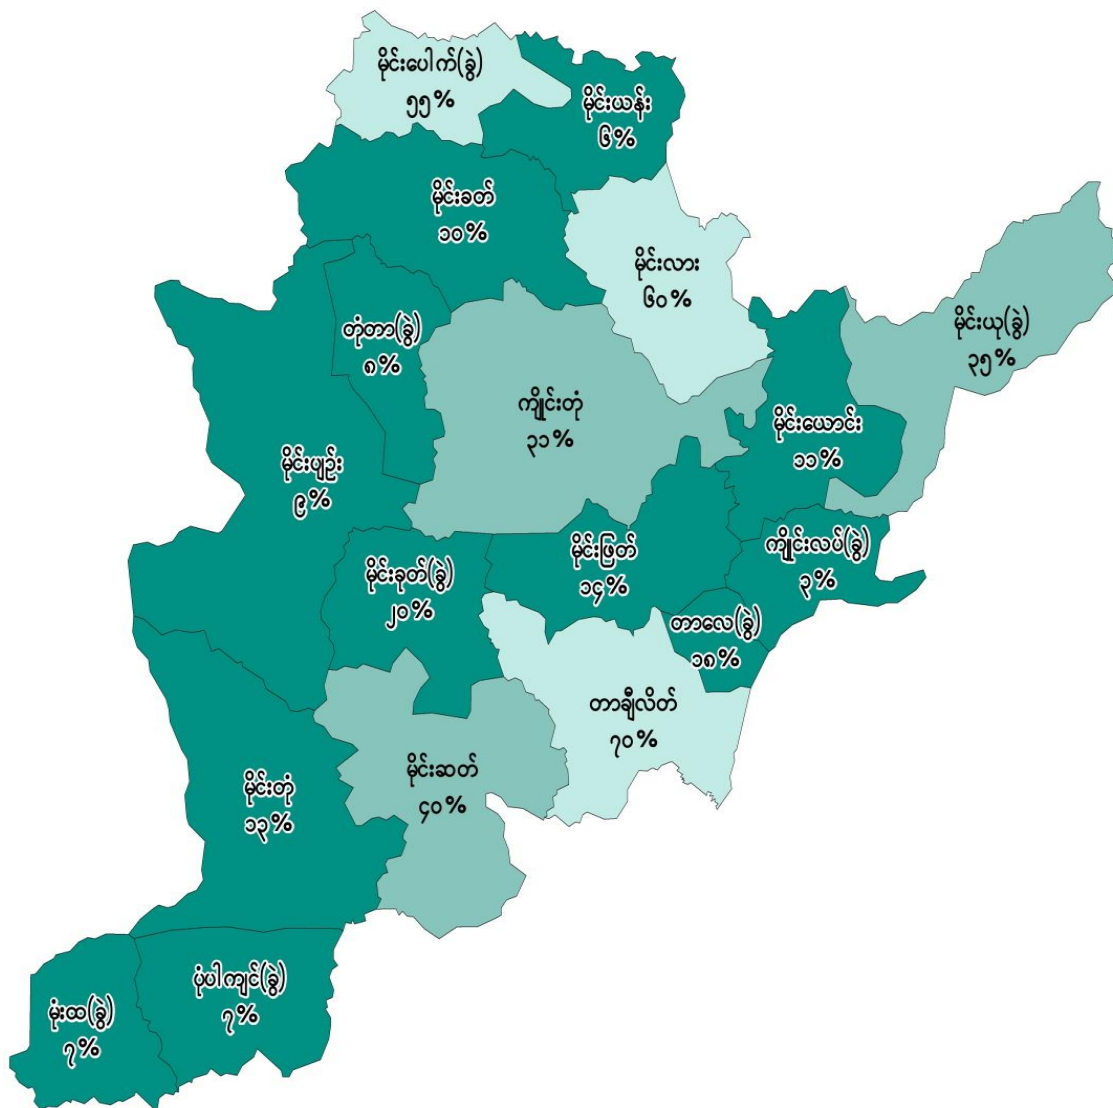 မိုင်းပေါက်(ခွဲ)
၅၅%
မိုင်းယန်း
၆%
မိုင်းခတ်
၁၀%
မိုင်းလား
၆၀%
တုံတာ(ခွဲ)
၈%
မိုင်းယု(ခွဲ)
၃၅%
ကျိုင်းတုံ
၃၁%
မိုင်းယောင်း
၁၁%
မိုင်းပျဉ်း
၉%
မိုင်းဖြတ်
၁၄%
ကျိုင်းလပ်(ခွဲ)
၃%
မိုင်းခုတ်(ခွဲ)
၂၀%
တာလေ(ခွဲ)
၁၈%
တာချီလိတ်
၇၀%
မိုင်းဆတ်
၄၀%
မိုင်းတုံ
၁၃%
ပုံပါကျင်(ခွဲ)
၇%
မုံးထ(ခွဲ)
၇%